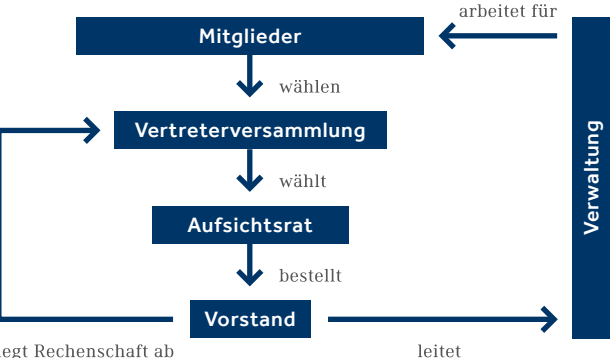 arbeitet für
Mitglieder
wählen
Vertreterversammlung
wählt
Verwaltung
Aufsichtsrat
bestellt
Vorstand
Rechenschaft ab
leitet